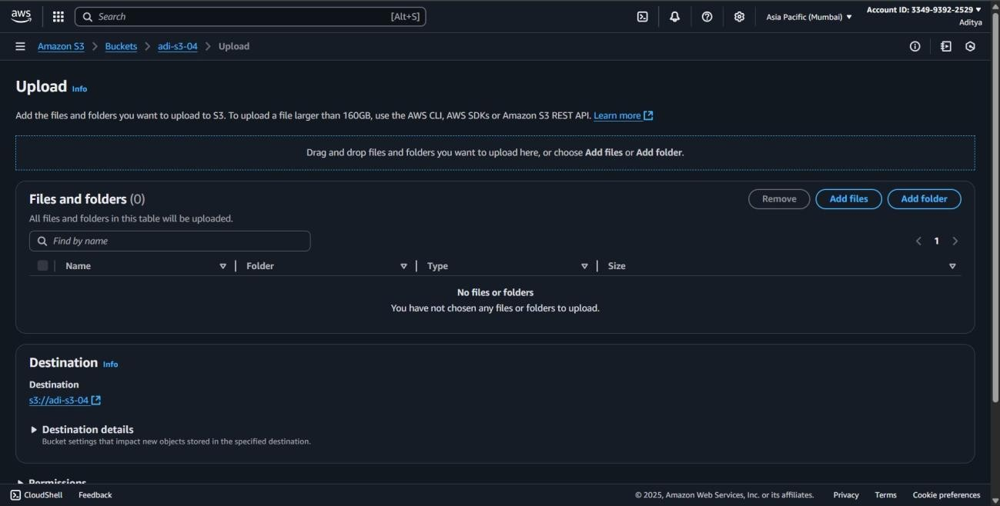 aws Search [Alt+S] Asia Pacific (Mumbai) Account ID: 3349-9392-2529
Aditya
Amazon S3 > Buckets > adi-s3-04 > Upload
Upload Info
Add the files and folders you want to upload to S3. To upload a file larger than 160GB, use the AWS CLI, AWS SDKs or Amazon S3 REST API. Learn more
Drag and drop files and folders you want to upload here, or choose Add files or Add folder.
Files and folders (0) Remove Add files Add folder
All files and folders in this table will be uploaded.
Find by name 1
Name Folder Type Size
No files or folders
You have not chosen any files or folders to upload.
Destination Info
Destination
s3://adi-s3-04
Destination details
Bucket settings that impact new objects stored in the specified destination.
Permissions
CloudShell Feedback © 2025, Amazon Web Services, Inc. or its affiliates. Privacy Terms Cookie preferences